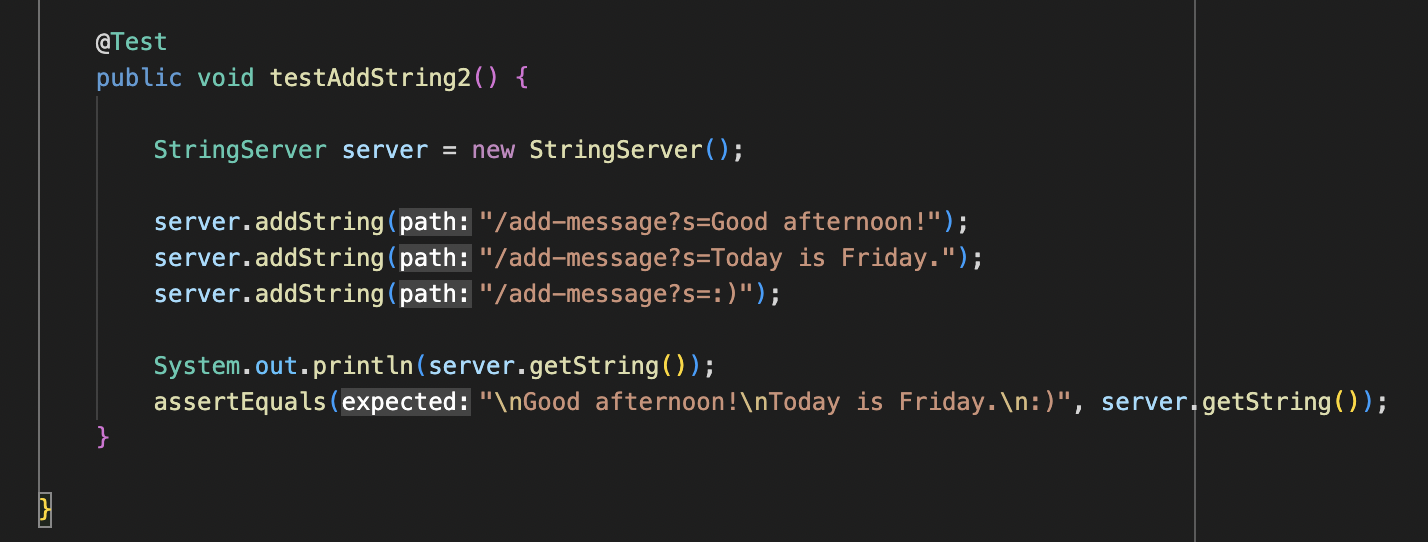 @Test
public void testAddString2() {
StringServer server = new StringServer();
server.addString(path: "/add-message?s=Good afternoon!");
server.addString(path: "/add-message?s=Today is Friday.");
server.addString(path: "/add-message?s=:)");
System.out.println(server.getString());
assertEquals(expected: "\nGood afternoon!\nToday is Friday.\n:)", server.getString());
}
}